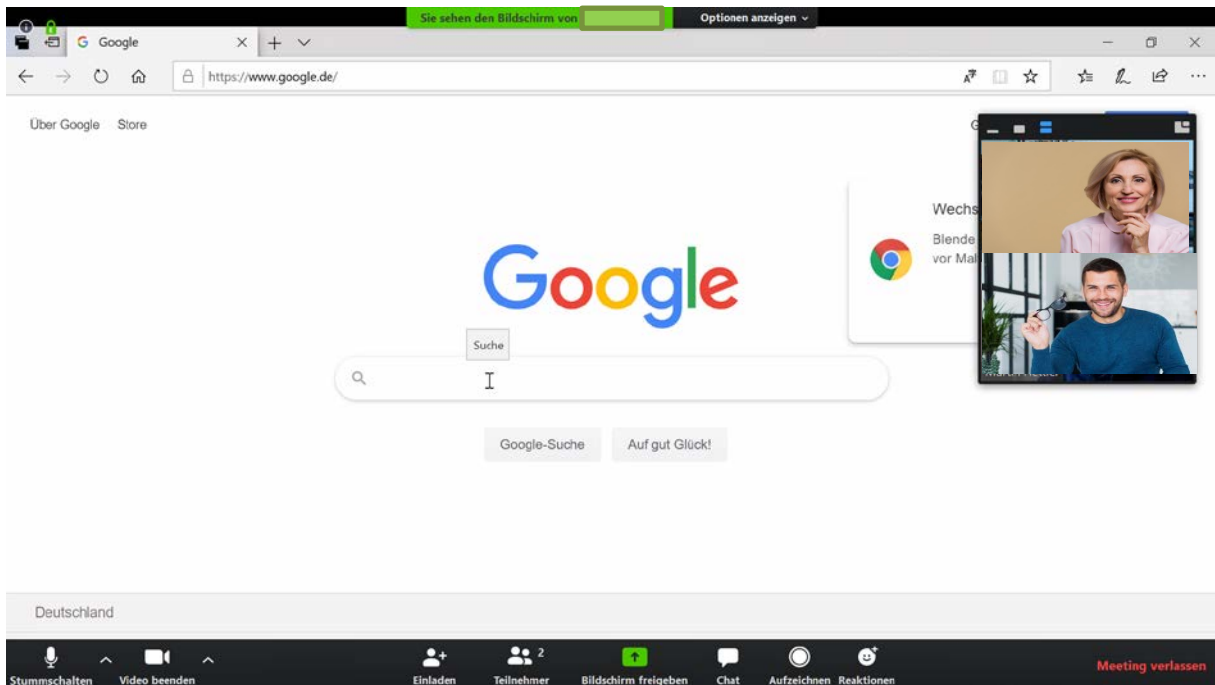 Sie sehen den Bildschirm von
Optionen anzeigen
Google
https://www.google.de/
Über Google Store
Wechs
Blende
vor Mal
Google
Suche
Google-Suche Auf gut Glück!
Deutschland
2
Stummschalten Video beenden Einladen Teilnehmer Bildschirm freigeben Chat Aufzeichnen Reaktionen Meeting verlassen